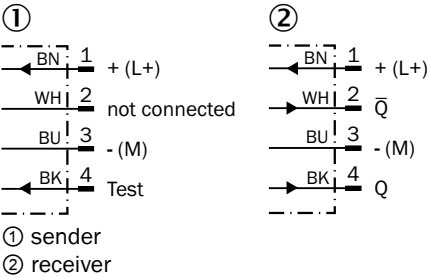 ① ②
BN 1 + (L+) BN 1 + (L+)
WH 2 not connected WH 2 Q̅
BU 3 - (M) BU 3 - (M)
BK 4 Test BK 4 Q
① sender
② receiver